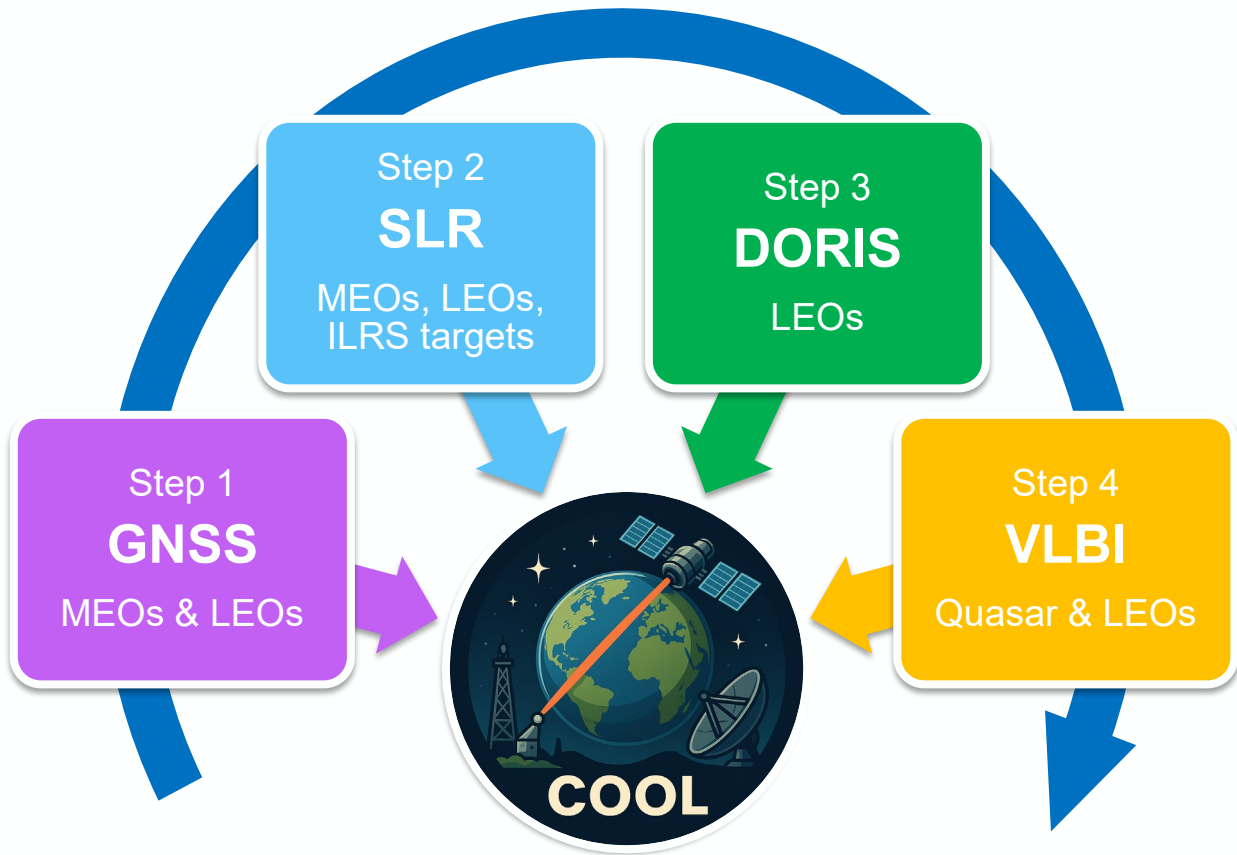 Step 1
GNSS
MEOs & LEOs
Step 2
SLR
MEOs, LEOs,
ILRS targets
Step 3
DORIS
LEOs
Step 4
VLBI
Quasar & LEOs
COOL